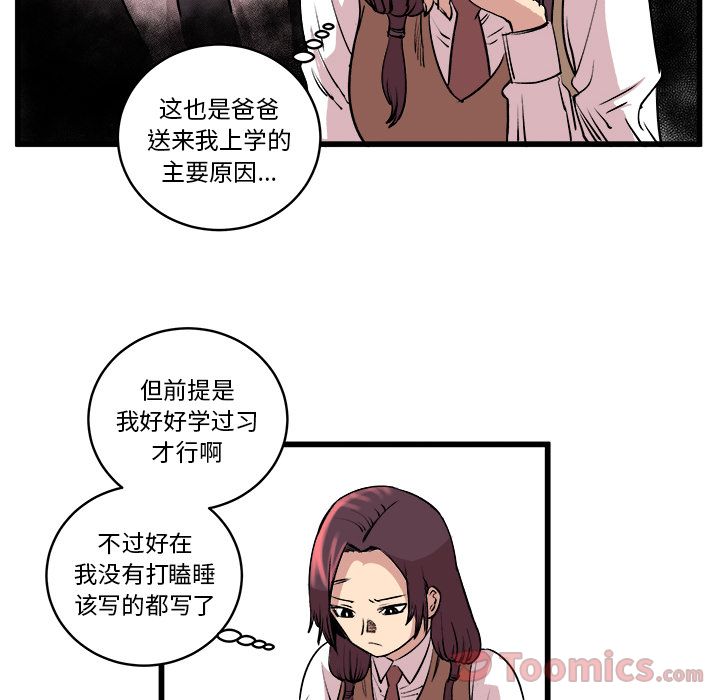 这也是爸爸
送来我上学的
主要原因...
但前提是
我好好学过习
才行啊
不过好在
我没有打瞌睡
该写的都写了
Toomics.com